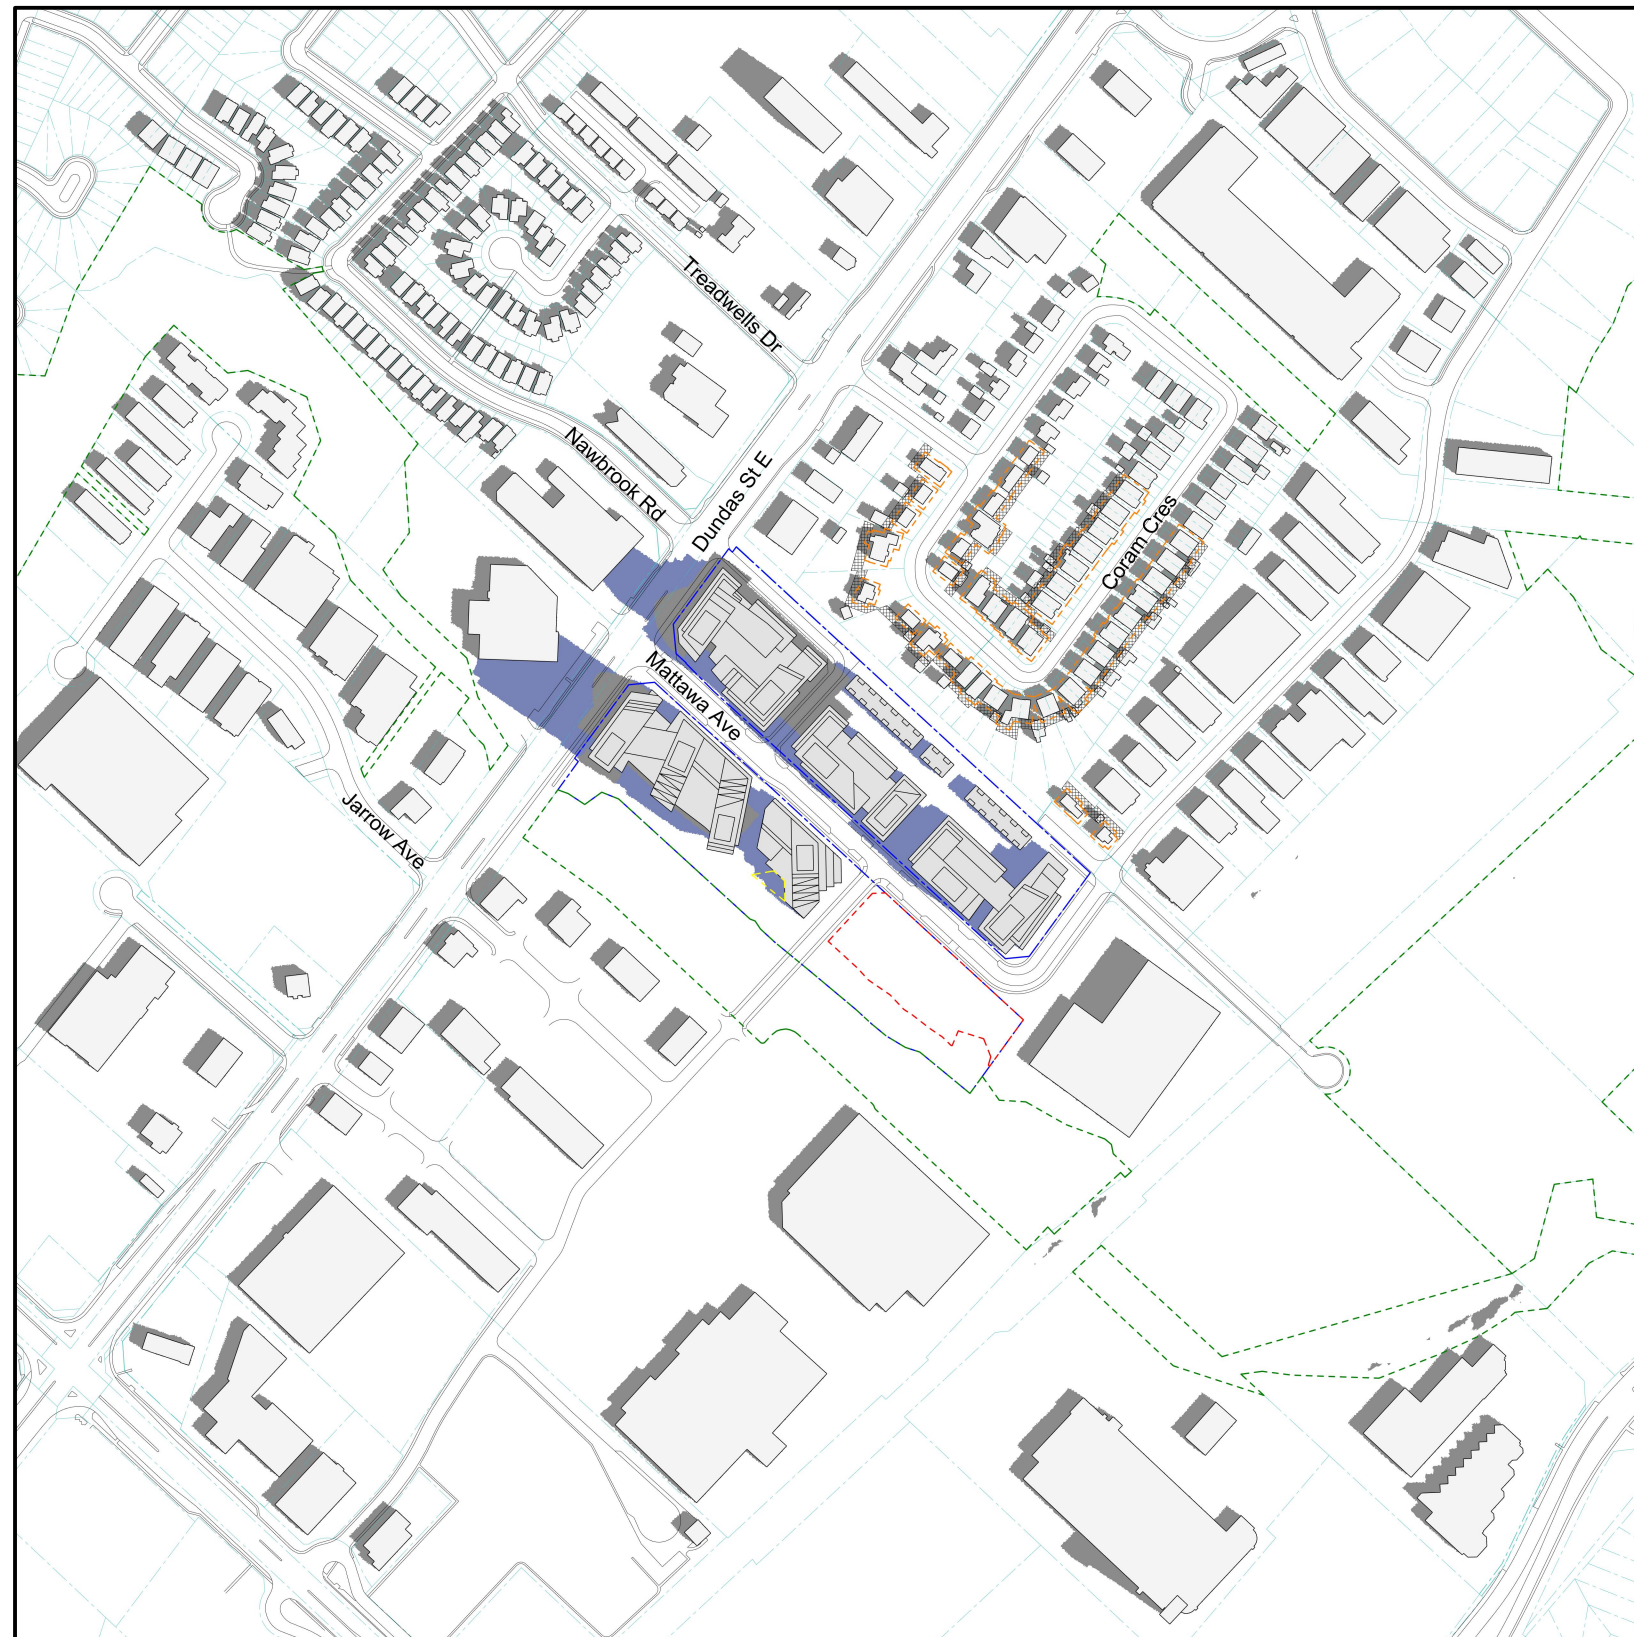 Treadwells Dr
Nawbrook Rd
Dundas St E
Coram Cres
Mattawa Ave
Jarrow Ave